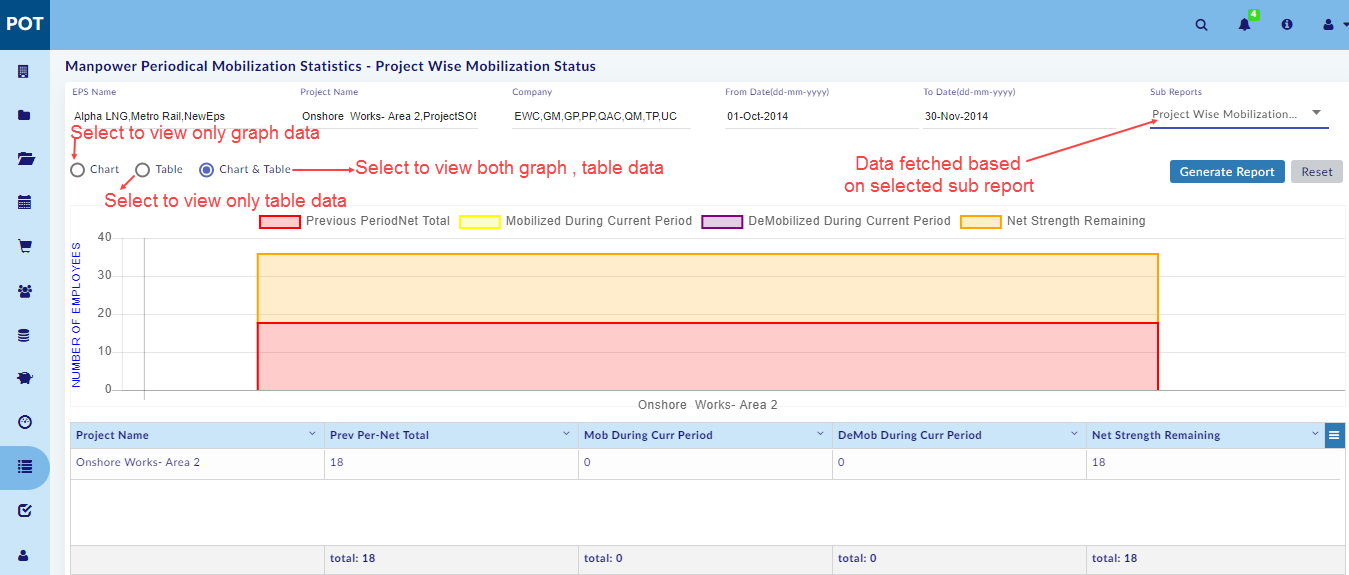 POT
4
Manpower Periodical Mobilization Statistics - Project Wise Mobilization Status
EPS Name
Project Name
Company
From Date(dd-mm-yyyy)
To Date(dd-mm-yyyy)
Sub Reports
Alpha LNG,Metro Rail,NewEps
Onshore Works- Area 2,ProjectSOE
EWC,GM,GP,PP,QAC,QM,TP,UC
01-Oct-2014
30-Nov-2014
Project Wise Mobilization...
Select to view only graph data
Chart
Table
Chart & Table
Select to view both graph , table data
Data fetched based
on selected sub report
Generate Report
Reset
Select to view only table data
Previous PeriodNet Total
Mobilized During Current Period
DeMobilized During Current Period
Net Strength Remaining
NUMBER OF EMPLOYEES
40
30
20
10
0
Onshore Works- Area 2
Project Name
Prev Per-Net Total
Mob During Curr Period
DeMob During Curr Period
Net Strength Remaining
Onshore Works- Area 2
18
0
0
18
total: 18
total: 0
total: 0
total: 18